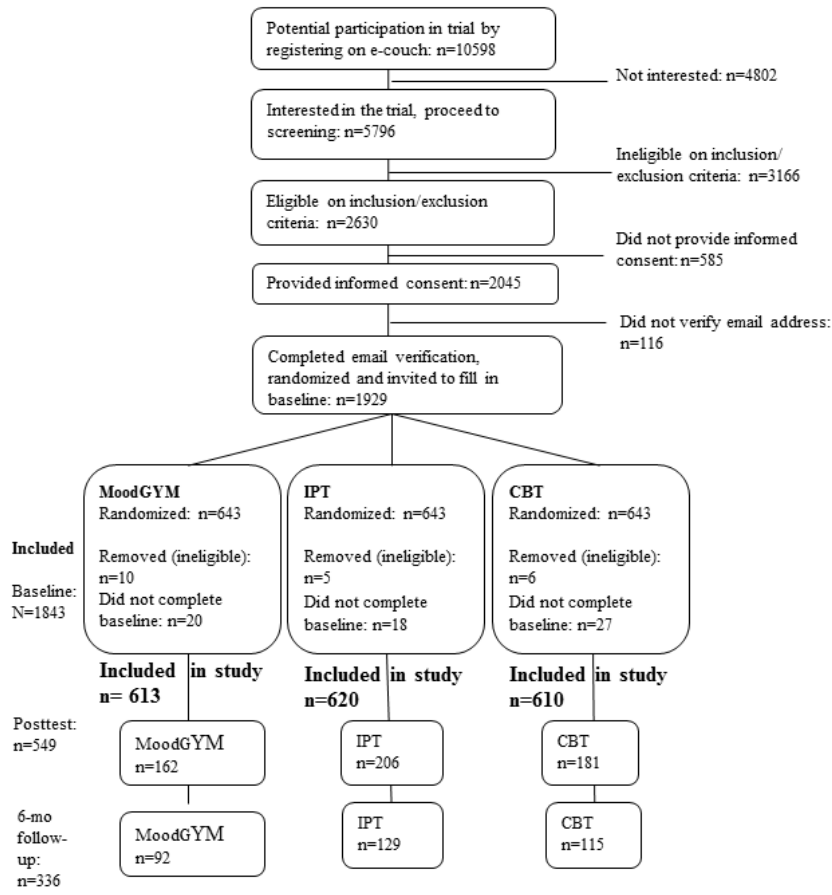 Potential participation in trial by
registering on e-couch: n=10598
Not interested: n=4802
Interested in the trial, proceed to
screening: n=5796
Ineligible on inclusion/
exclusion criteria: n=3166
Eligible on inclusion/exclusion
criteria: n=2630
Did not provide informed
consent: n=585
Provided informed consent: n=2045
Did not verify email address:
n=116
Completed email verification,
randomized and invited to fill in
baseline: n=1929
MoodGYM
Randomized: n=643
Removed (ineligible):
n=10
Did not complete
baseline: n=20
IPT
Randomized: n=643
Removed (ineligible):
n=5
Did not complete
baseline: n=18
CBT
Randomized: n=643
Removed (ineligible):
n=6
Did not complete
baseline: n=27
Included
Baseline:
N=1843
Included in study
n= 613
Included in study
n=620
Included in study
n=610
Posttest:
n=549
MoodGYM
n=162
IPT
n=206
CBT
n=181
6-mo
follow-
up:
n=336
MoodGYM
n=92
IPT
n=129
CBT
n=115